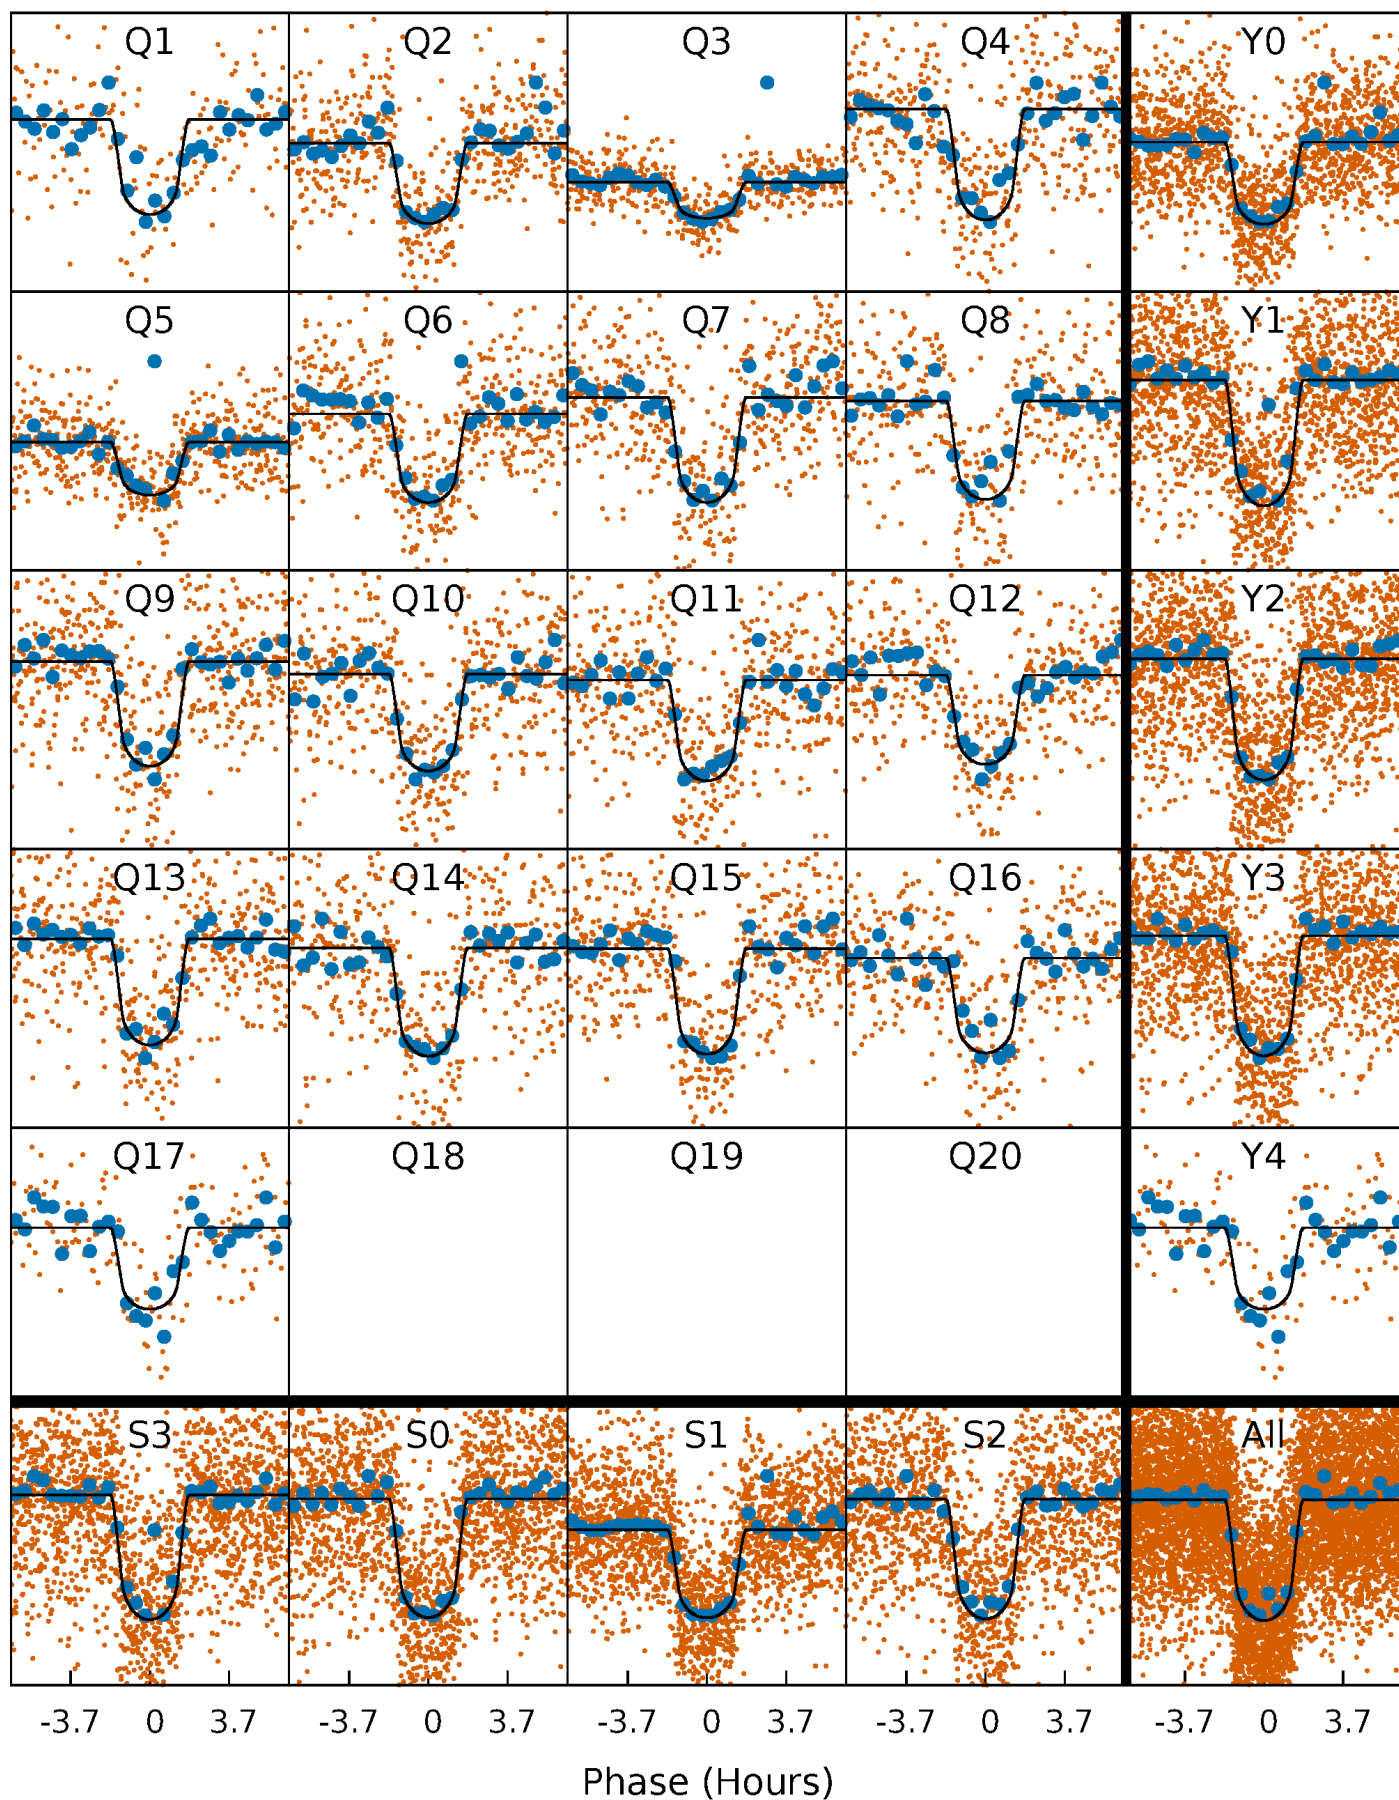 Q1 Q2 Q3 Q4 Y0
Q5 Q6 Q7 Q8 Y1
Q9 Q10 Q11 Q12 Y2
Q13 Q14 Q15 Q16 Y3
Q17 Q18 Q19 Q20 Y4
S3 S0 S1 S2 All
-3.7 0 3.7 -3.7 0 3.7 -3.7 0 3.7 -3.7 0 3.7 -3.7 0 3.7
Phase (Hours)